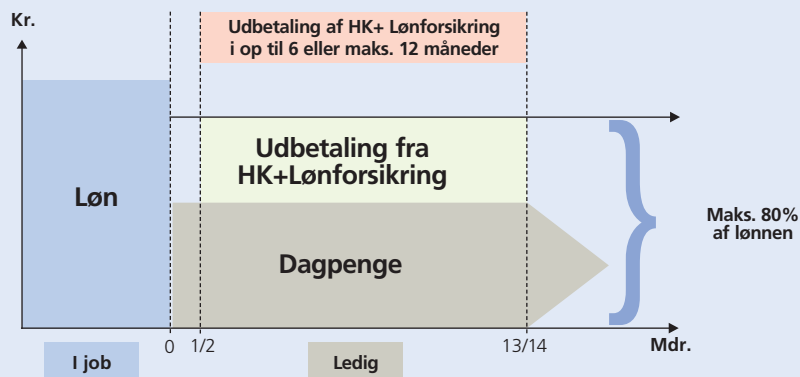 Kr.
Udbetaling af HK+ Lønforsikring
i op til 6 eller maks. 12 måneder
Udbetaling fra
HK+Lønforsikring
Løn
Maks. 80%
af lønnen
Dagpenge
0
1/2
13/14
Mdr.
I job
Ledig